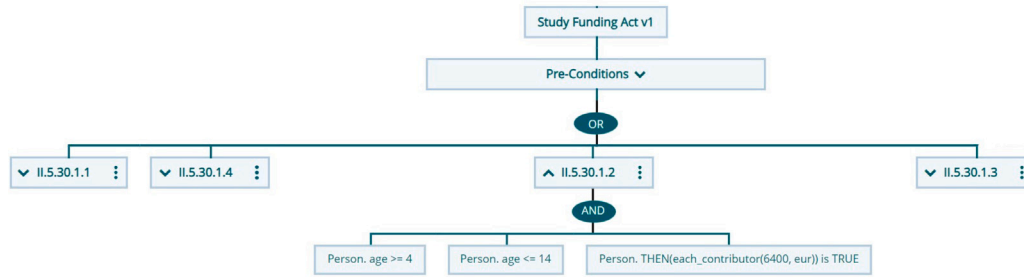 Study Funding Act v1
Pre-Conditions
OR
II.5.30.1.1
II.5.30.1.4
II.5.30.1.2
II.5.30.1.3
AND
Person. age >= 4
Person. age <= 14
Person. THEN(each_contributor(6400, eur)) is TRUE